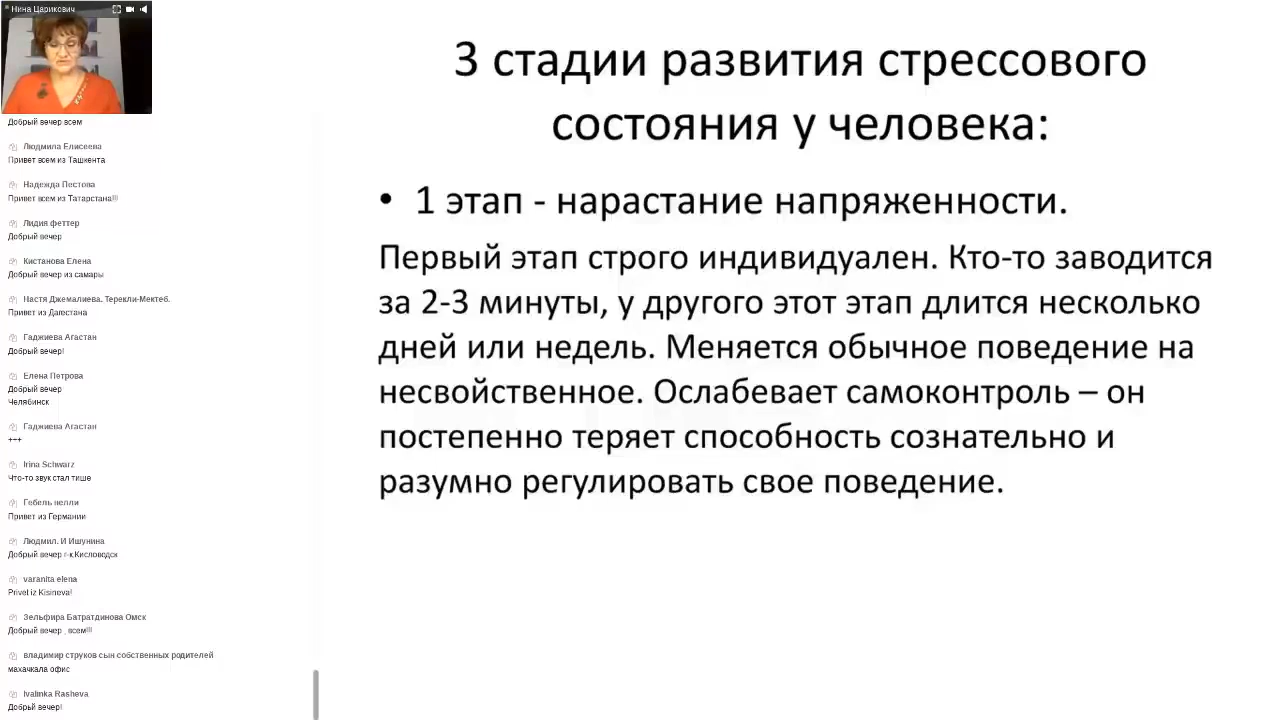 Нина Царикович
Добрый вечер всем
Людмила Елисеева
Привет всем из Ташкента
Надежда Пестова
Привет всем из Татарстана!!!
Лидия феттер
Добрый вечер
Кистанова Елена
Добрый вечер из самары
Настя Джемалиева. Терекли-Мектеб.
Привет из Дагестана
Гаджиева Агастан
Добрый вечер!
Елена Петрова
Добрый вечер
Челябинск
Гаджиева Агастан
+++
Irina Schwarz
Что-то звук стал тише
Гебель нелли
Привет из Германии
Людмил. И Ишунина
Добрый вечер г-к.Кисловодск
varanita elena
Privet iz Kisineva!
Зельфира Батратдинова Омск
Добрый вечер , всем!!!
владимир струков сын собственных родителей
махачкала офис
Ivalinka Rasheva
Добрый вечер!
3 стадии развития стрессового
состояния у человека:
• 1 этап - нарастание напряженности.
Первый этап строго индивидуален. Кто-то заводится
за 2-3 минуты, у другого этот этап длится несколько
дней или недель. Меняется обычное поведение на
несвойственное. Ослабевает самоконтроль – он
постепенно теряет способность сознательно и
разумно регулировать свое поведение.